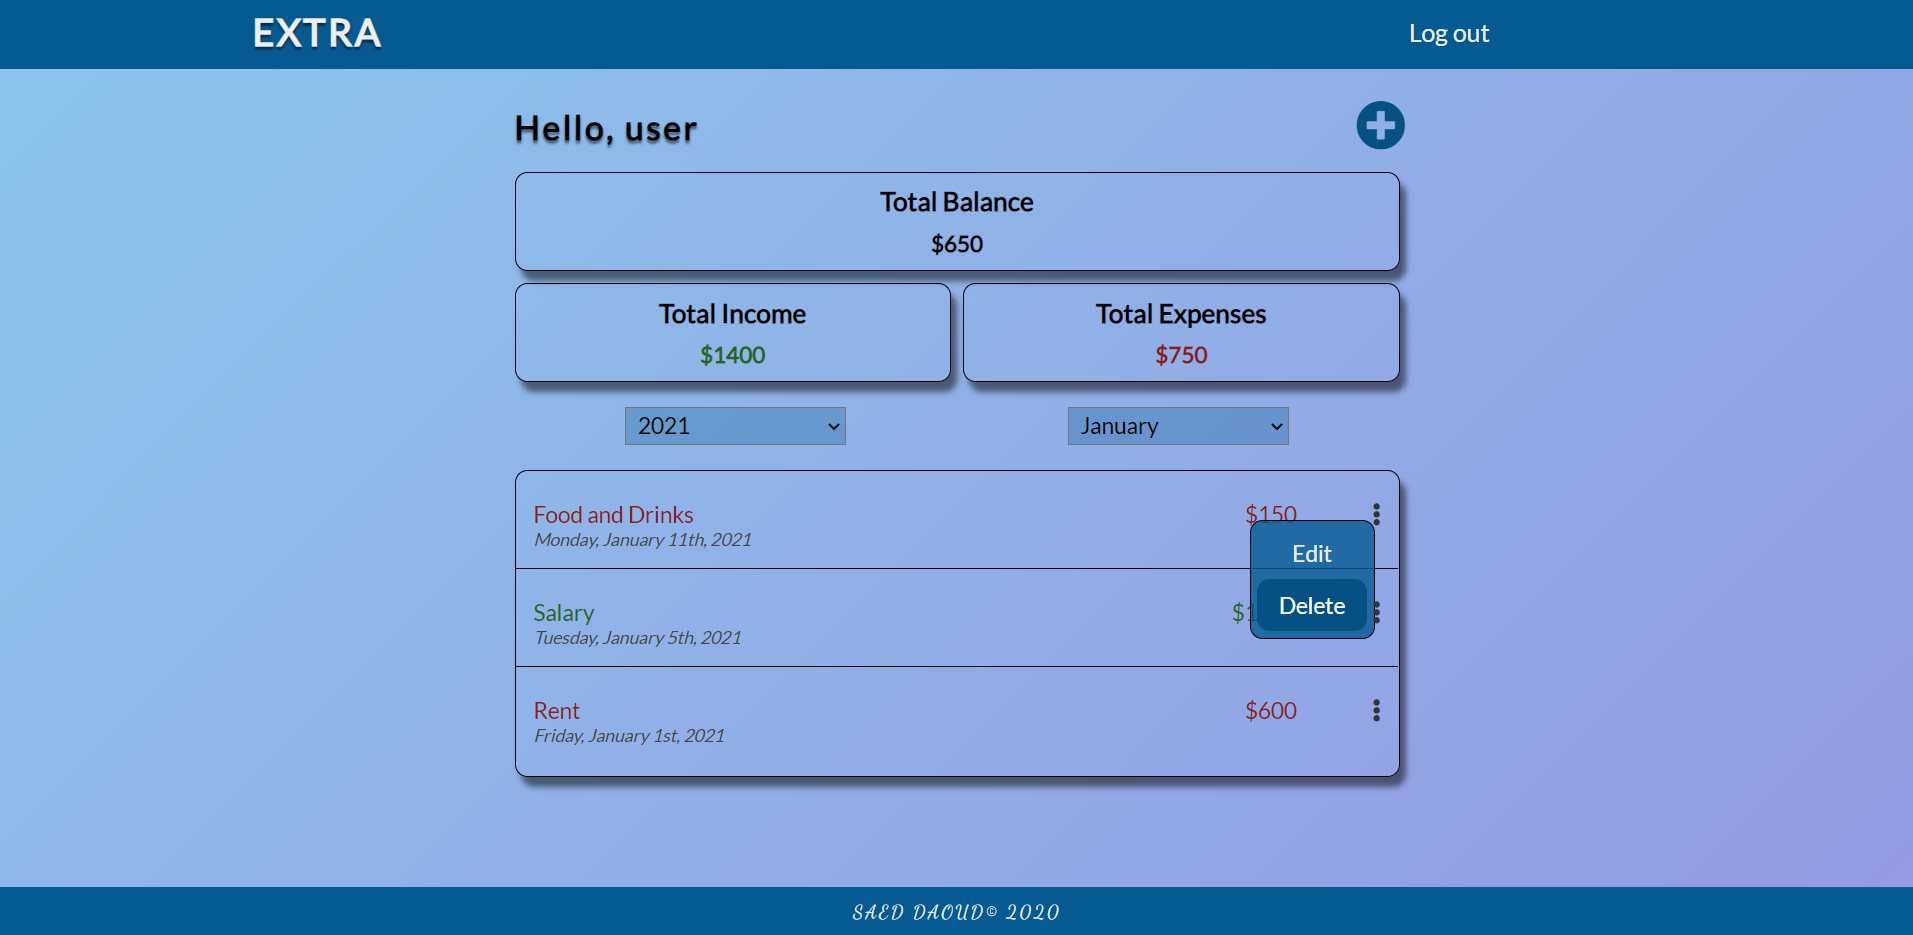 EXTRA
Log out
Hello, user
Total Balance
$650
Total Income
$1400
Total Expenses
$750
2021
January
Food and Drinks
$150
Monday, January 11th, 2021
Edit
Delete
Salary
Tuesday, January 5th, 2021
Rent
$600
Friday, January 1st, 2021
SAED DAOUD© 2020